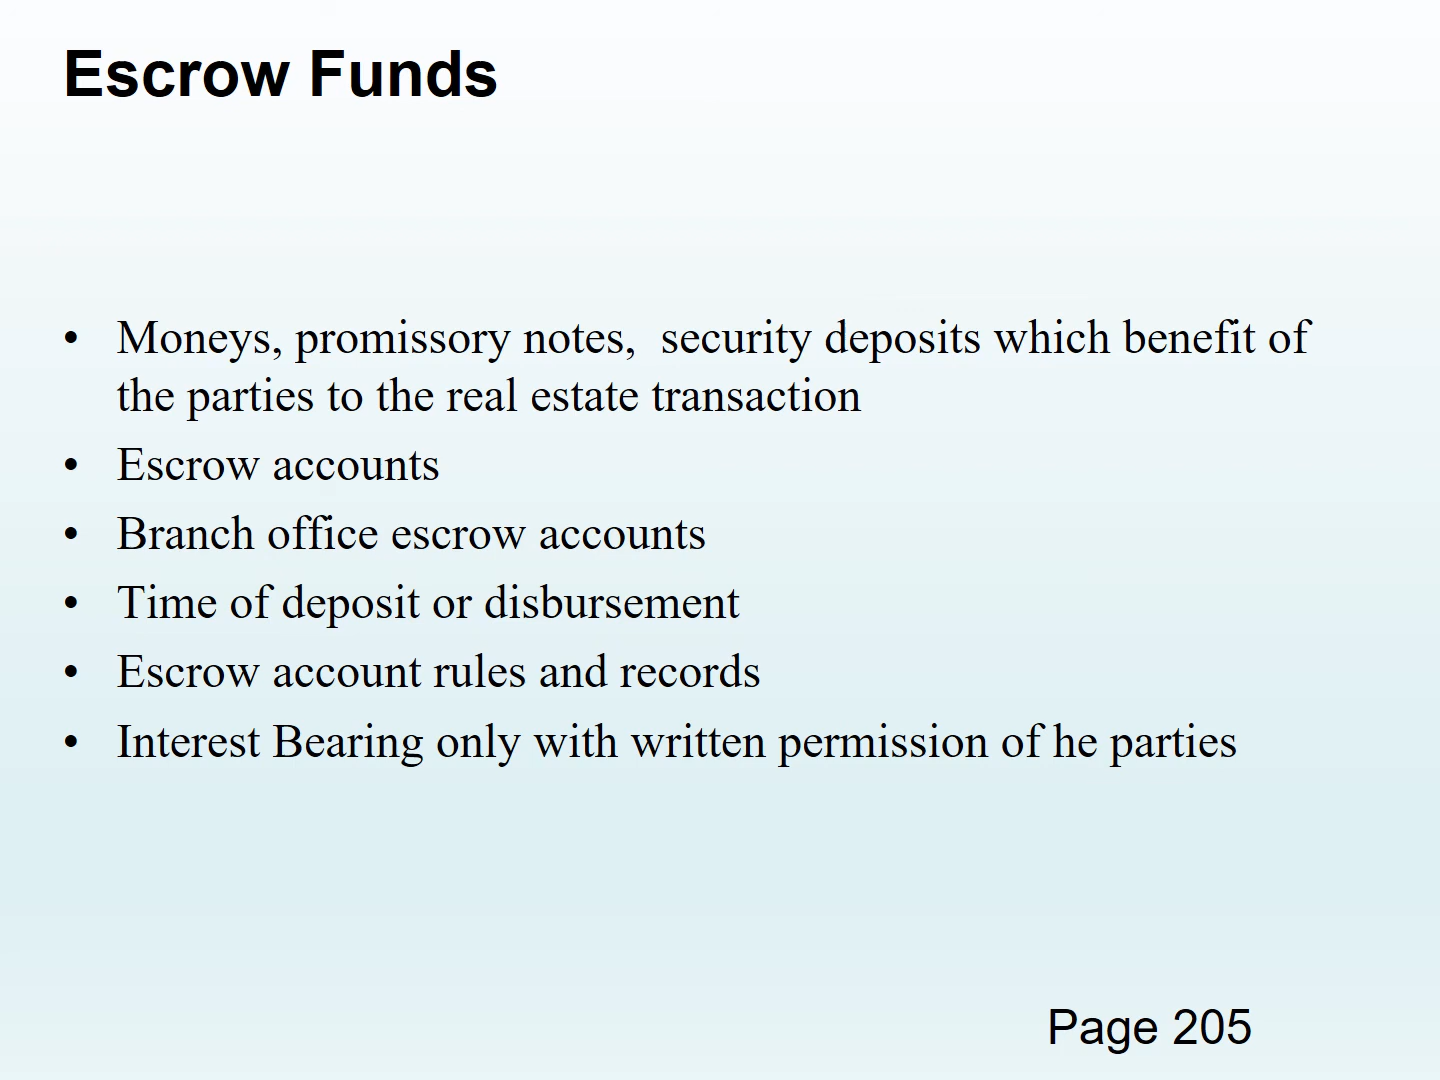 Escrow Funds
• Moneys, promissory notes,  security deposits which benefit of
the parties to the real estate transaction
• Escrow accounts
• Branch office escrow accounts
• Time of deposit or disbursement
• Escrow account rules and records
• Interest Bearing only with written permission of he parties
Page 205